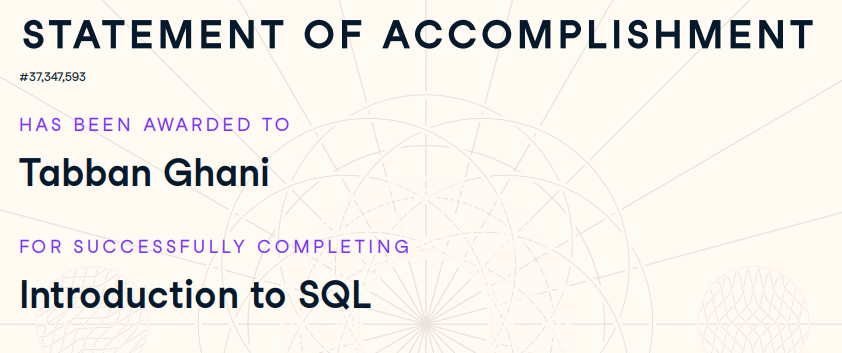 STATEMENT OF ACCOMPLISHMENT
#37,347,593
HAS BEEN AWARDED TO
Tabban Ghani
FOR SUCCESSFULLY COMPLETING
Introduction to SQL